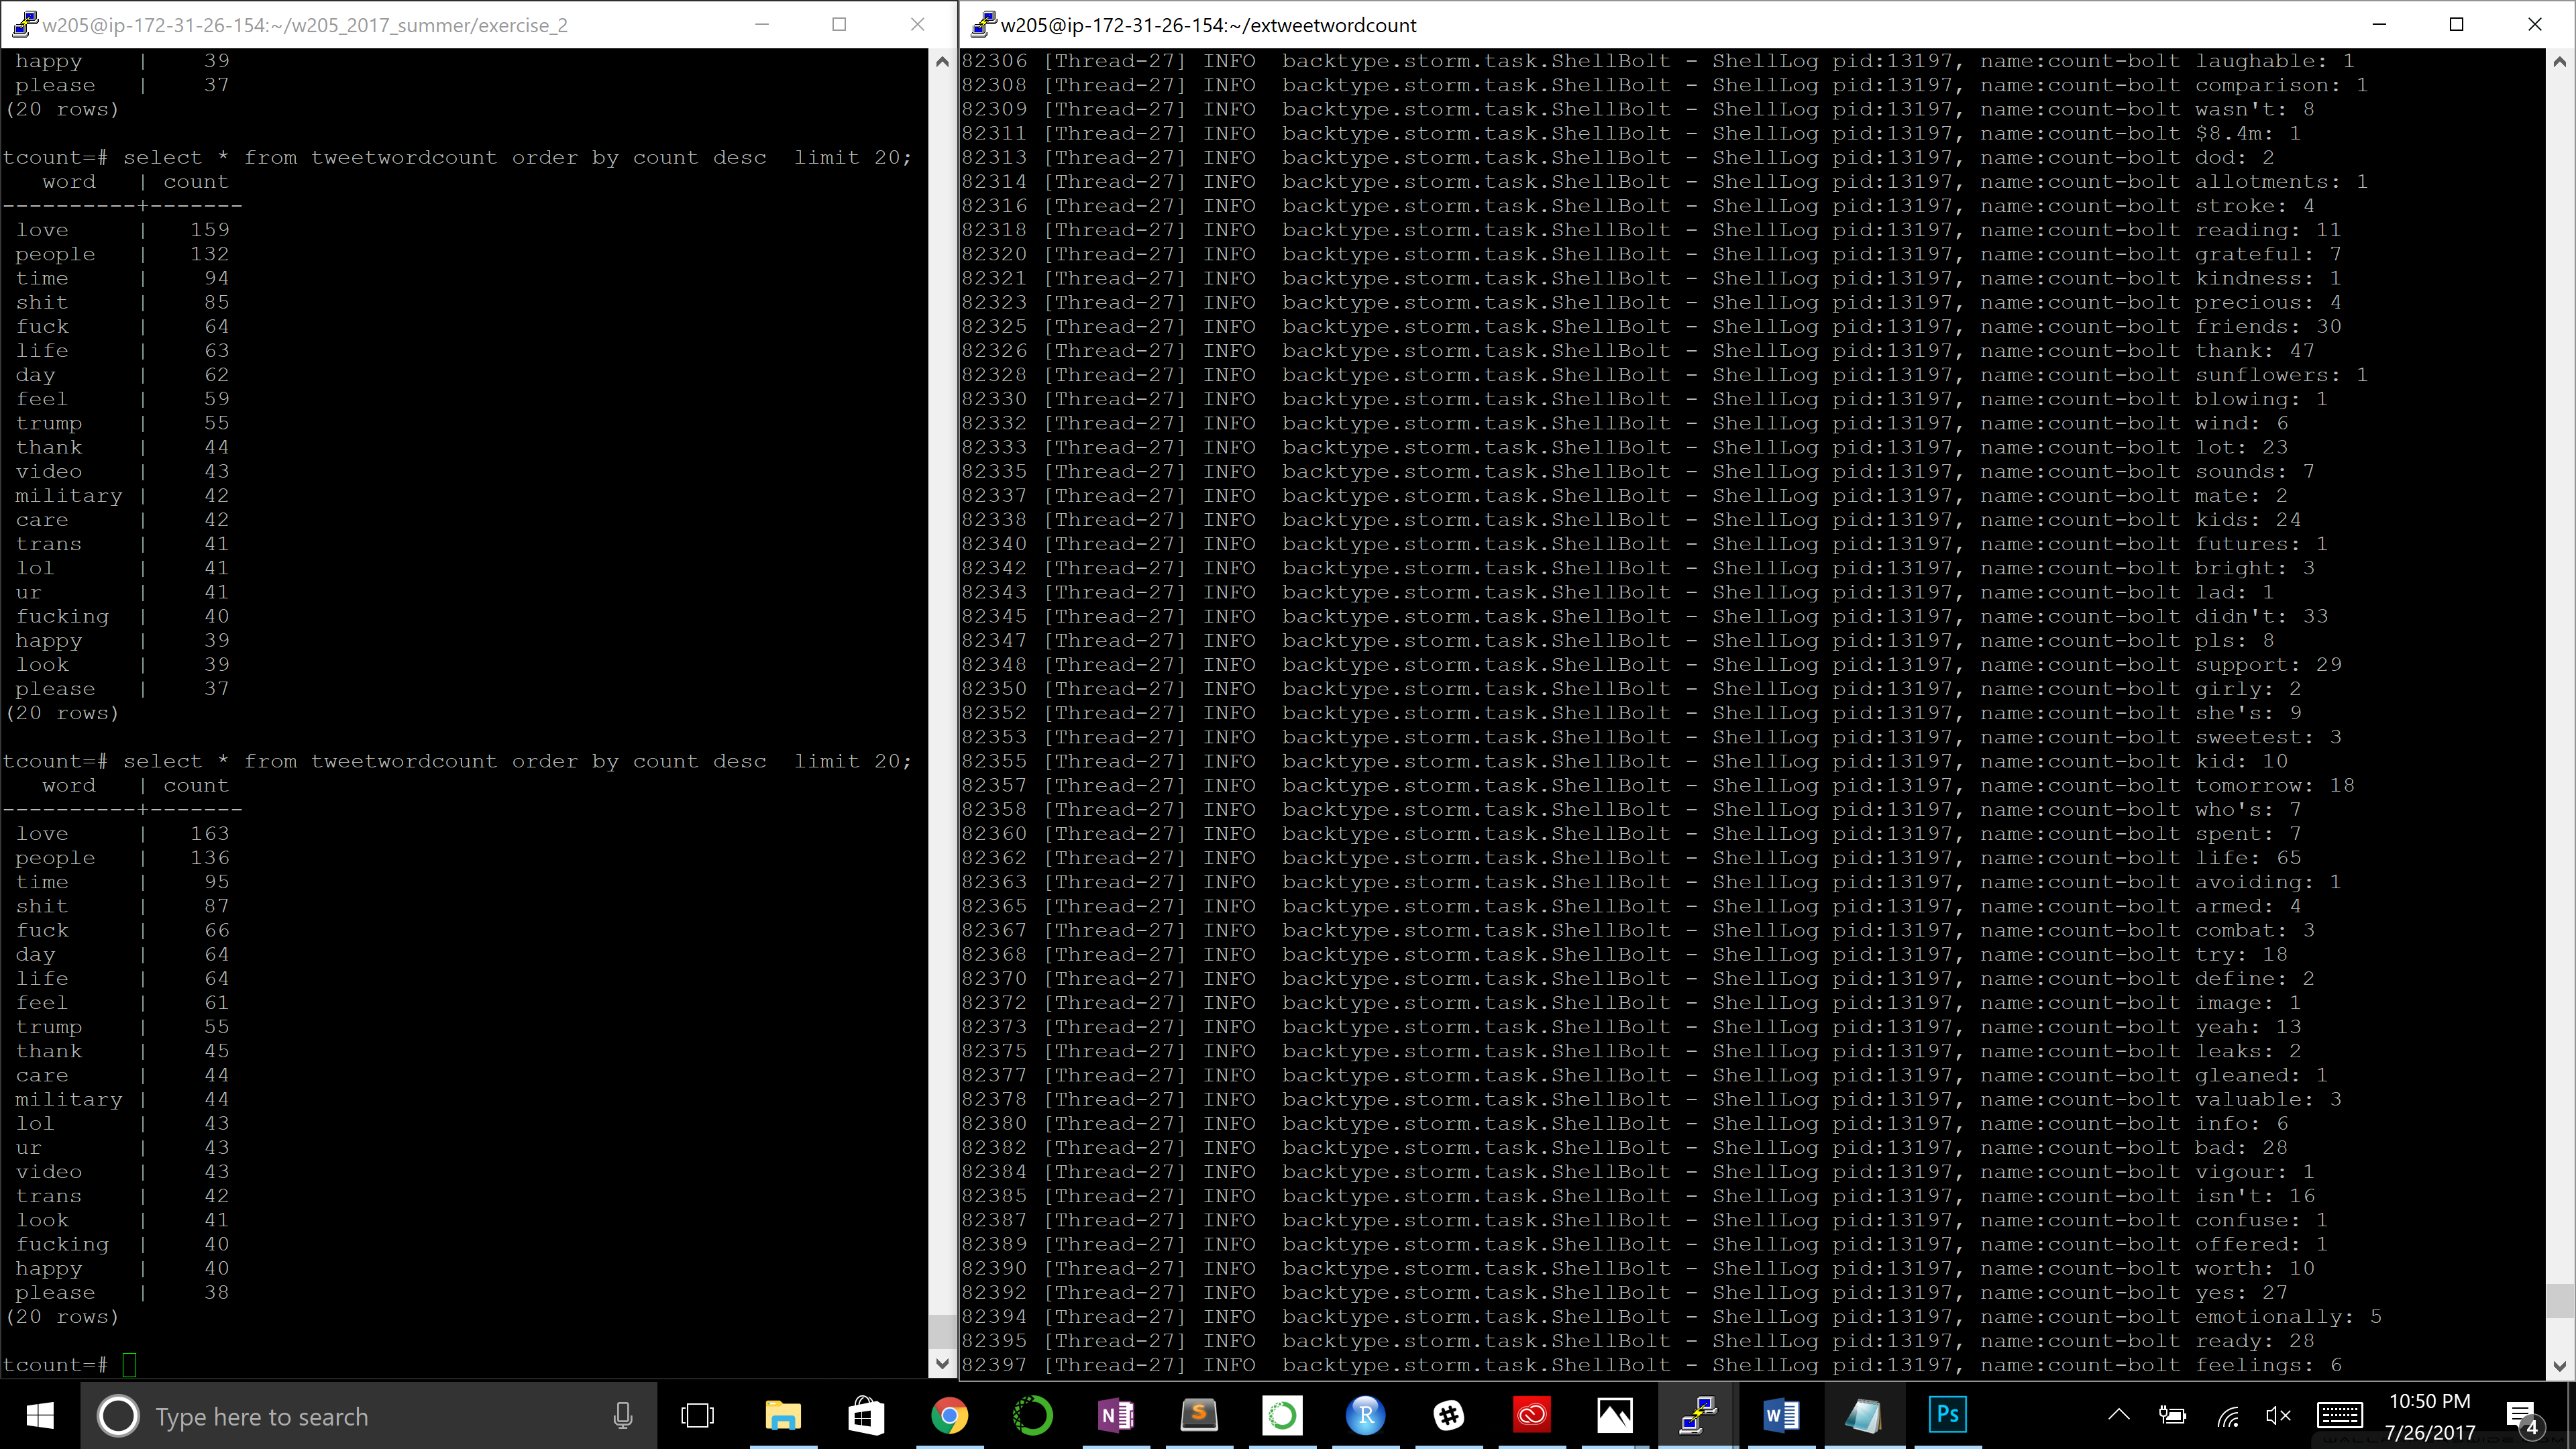 w205@ip-172-31-26-154:~/w205_2017_summer/exercise_2
happy | 39
please | 37
(20 rows)
tcount=# select * from tweetwordcount order by count desc  limit 20;
word | count
----------+-------
love | 159
people | 132
time | 94
shit | 85
fuck | 64
life | 63
day | 62
feel | 59
trump | 55
thank | 44
video | 43
military | 42
care | 42
trans | 41
lol | 41
ur | 41
fucking | 40
happy | 39
look | 39
please | 37
(20 rows)
tcount=# select * from tweetwordcount order by count desc  limit 20;
word | count
----------+-------
love | 163
people | 136
time | 95
shit | 87
fuck | 66
day | 64
life | 64
feel | 61
trump | 55
thank | 45
care | 44
military | 44
lol | 43
ur | 43
video | 43
trans | 42
look | 41
fucking | 40
happy | 40
please | 38
(20 rows)
tcount=#
w205@ip-172-31-26-154:~/extweetwordcount
82306 [Thread-27] INFO  backtype.storm.task.ShellBolt - ShellLog pid:13197, name:count-bolt laughable: 1
82308 [Thread-27] INFO  backtype.storm.task.ShellBolt - ShellLog pid:13197, name:count-bolt comparison: 1
82309 [Thread-27] INFO  backtype.storm.task.ShellBolt - ShellLog pid:13197, name:count-bolt wasn't: 8
82311 [Thread-27] INFO  backtype.storm.task.ShellBolt - ShellLog pid:13197, name:count-bolt $8.4m: 1
82313 [Thread-27] INFO  backtype.storm.task.ShellBolt - ShellLog pid:13197, name:count-bolt dod: 2
82314 [Thread-27] INFO  backtype.storm.task.ShellBolt - ShellLog pid:13197, name:count-bolt allotments: 1
82316 [Thread-27] INFO  backtype.storm.task.ShellBolt - ShellLog pid:13197, name:count-bolt stroke: 4
82318 [Thread-27] INFO  backtype.storm.task.ShellBolt - ShellLog pid:13197, name:count-bolt reading: 11
82320 [Thread-27] INFO  backtype.storm.task.ShellBolt - ShellLog pid:13197, name:count-bolt grateful: 7
82321 [Thread-27] INFO  backtype.storm.task.ShellBolt - ShellLog pid:13197, name:count-bolt kindness: 1
82323 [Thread-27] INFO  backtype.storm.task.ShellBolt - ShellLog pid:13197, name:count-bolt precious: 4
82325 [Thread-27] INFO  backtype.storm.task.ShellBolt - ShellLog pid:13197, name:count-bolt friends: 30
82326 [Thread-27] INFO  backtype.storm.task.ShellBolt - ShellLog pid:13197, name:count-bolt thank: 47
82328 [Thread-27] INFO  backtype.storm.task.ShellBolt - ShellLog pid:13197, name:count-bolt sunflowers: 1
82330 [Thread-27] INFO  backtype.storm.task.ShellBolt - ShellLog pid:13197, name:count-bolt blowing: 1
82332 [Thread-27] INFO  backtype.storm.task.ShellBolt - ShellLog pid:13197, name:count-bolt wind: 6
82333 [Thread-27] INFO  backtype.storm.task.ShellBolt - ShellLog pid:13197, name:count-bolt lot: 23
82335 [Thread-27] INFO  backtype.storm.task.ShellBolt - ShellLog pid:13197, name:count-bolt sounds: 7
82337 [Thread-27] INFO  backtype.storm.task.ShellBolt - ShellLog pid:13197, name:count-bolt mate: 2
82338 [Thread-27] INFO  backtype.storm.task.ShellBolt - ShellLog pid:13197, name:count-bolt kids: 24
82340 [Thread-27] INFO  backtype.storm.task.ShellBolt - ShellLog pid:13197, name:count-bolt futures: 1
82342 [Thread-27] INFO  backtype.storm.task.ShellBolt - ShellLog pid:13197, name:count-bolt bright: 3
82343 [Thread-27] INFO  backtype.storm.task.ShellBolt - ShellLog pid:13197, name:count-bolt lad: 1
82345 [Thread-27] INFO  backtype.storm.task.ShellBolt - ShellLog pid:13197, name:count-bolt didn't: 33
82347 [Thread-27] INFO  backtype.storm.task.ShellBolt - ShellLog pid:13197, name:count-bolt pls: 8
82348 [Thread-27] INFO  backtype.storm.task.ShellBolt - ShellLog pid:13197, name:count-bolt support: 29
82350 [Thread-27] INFO  backtype.storm.task.ShellBolt - ShellLog pid:13197, name:count-bolt girly: 2
82352 [Thread-27] INFO  backtype.storm.task.ShellBolt - ShellLog pid:13197, name:count-bolt she's: 9
82353 [Thread-27] INFO  backtype.storm.task.ShellBolt - ShellLog pid:13197, name:count-bolt sweetest: 3
82355 [Thread-27] INFO  backtype.storm.task.ShellBolt - ShellLog pid:13197, name:count-bolt kid: 10
82357 [Thread-27] INFO  backtype.storm.task.ShellBolt - ShellLog pid:13197, name:count-bolt tomorrow: 18
82358 [Thread-27] INFO  backtype.storm.task.ShellBolt - ShellLog pid:13197, name:count-bolt who's: 7
82360 [Thread-27] INFO  backtype.storm.task.ShellBolt - ShellLog pid:13197, name:count-bolt spent: 7
82362 [Thread-27] INFO  backtype.storm.task.ShellBolt - ShellLog pid:13197, name:count-bolt life: 65
82363 [Thread-27] INFO  backtype.storm.task.ShellBolt - ShellLog pid:13197, name:count-bolt avoiding: 1
82365 [Thread-27] INFO  backtype.storm.task.ShellBolt - ShellLog pid:13197, name:count-bolt armed: 4
82367 [Thread-27] INFO  backtype.storm.task.ShellBolt - ShellLog pid:13197, name:count-bolt combat: 3
82368 [Thread-27] INFO  backtype.storm.task.ShellBolt - ShellLog pid:13197, name:count-bolt try: 18
82370 [Thread-27] INFO  backtype.storm.task.ShellBolt - ShellLog pid:13197, name:count-bolt define: 2
82372 [Thread-27] INFO  backtype.storm.task.ShellBolt - ShellLog pid:13197, name:count-bolt image: 1
82373 [Thread-27] INFO  backtype.storm.task.ShellBolt - ShellLog pid:13197, name:count-bolt yeah: 13
82375 [Thread-27] INFO  backtype.storm.task.ShellBolt - ShellLog pid:13197, name:count-bolt leaks: 2
82377 [Thread-27] INFO  backtype.storm.task.ShellBolt - ShellLog pid:13197, name:count-bolt gleaned: 1
82378 [Thread-27] INFO  backtype.storm.task.ShellBolt - ShellLog pid:13197, name:count-bolt valuable: 3
82380 [Thread-27] INFO  backtype.storm.task.ShellBolt - ShellLog pid:13197, name:count-bolt info: 6
82382 [Thread-27] INFO  backtype.storm.task.ShellBolt - ShellLog pid:13197, name:count-bolt bad: 28
82384 [Thread-27] INFO  backtype.storm.task.ShellBolt - ShellLog pid:13197, name:count-bolt vigour: 1
82385 [Thread-27] INFO  backtype.storm.task.ShellBolt - ShellLog pid:13197, name:count-bolt isn't: 16
82387 [Thread-27] INFO  backtype.storm.task.ShellBolt - ShellLog pid:13197, name:count-bolt confuse: 1
82389 [Thread-27] INFO  backtype.storm.task.ShellBolt - ShellLog pid:13197, name:count-bolt offered: 1
82390 [Thread-27] INFO  backtype.storm.task.ShellBolt - ShellLog pid:13197, name:count-bolt worth: 10
82392 [Thread-27] INFO  backtype.storm.task.ShellBolt - ShellLog pid:13197, name:count-bolt yes: 27
82394 [Thread-27] INFO  backtype.storm.task.ShellBolt - ShellLog pid:13197, name:count-bolt emotionally: 5
82395 [Thread-27] INFO  backtype.storm.task.ShellBolt - ShellLog pid:13197, name:count-bolt ready: 28
82397 [Thread-27] INFO  backtype.storm.task.ShellBolt - ShellLog pid:13197, name:count-bolt feelings: 6
Type here to search
N
S
R
W
Ps
10:50 PM
7/26/2017
4